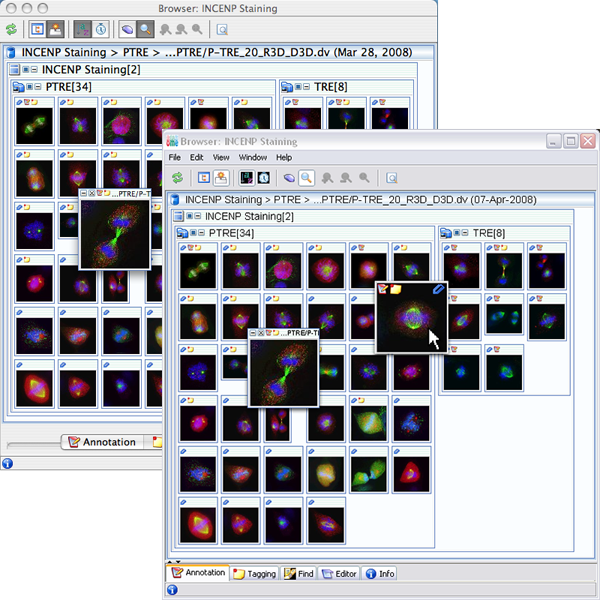 Browser: INCENP Staining
INCENP Staining > PTRE > ...PTRE/P-TRE_20_R3D_D3D.dv (Mar 28, 2008)
INCENP Staining[2]
PTRE[34]
TRE[8]
...PTRE/P-
Annotation
Browser: INCENP Staining
File Edit View Window Help
INCENP Staining > PTRE > ...PTRE/P-TRE_20_R3D_D3D.dv (07-Apr-2008)
INCENP Staining[2]
PTRE[34]
TRE[8]
...PTRE/P-TF
Annotation Tagging Find Editor Info